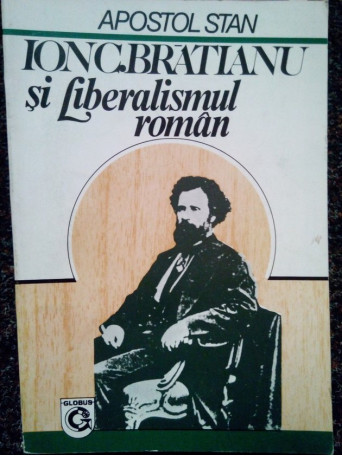 APOSTOL STAN
ION C. BRĂTIANU
și Liberalismul
român
GLOBUS
G